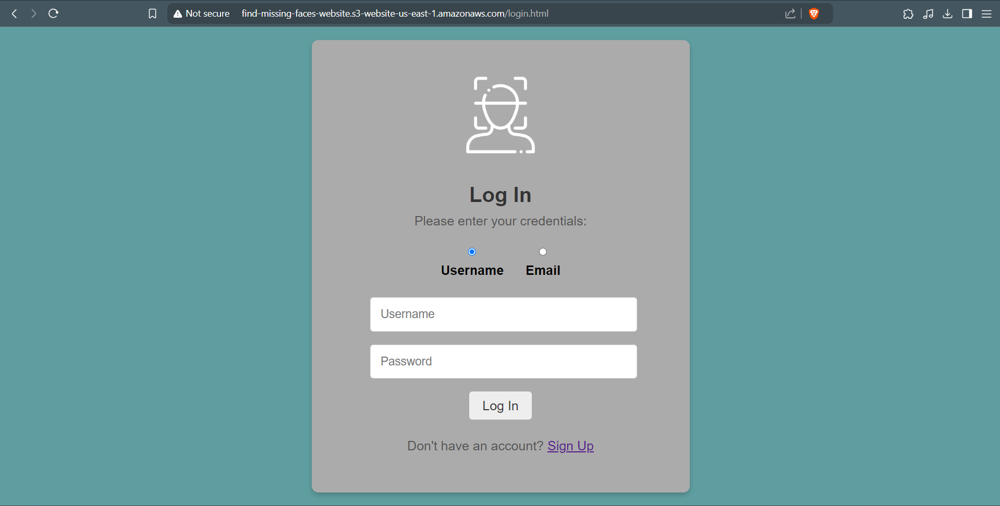 Not secure find-missing-faces-website.s3-website-us-east-1.amazonaws.com/login.html
Log In
Please enter your credentials:
Username Email
Username
Password
Log In
Don't have an account? Sign Up